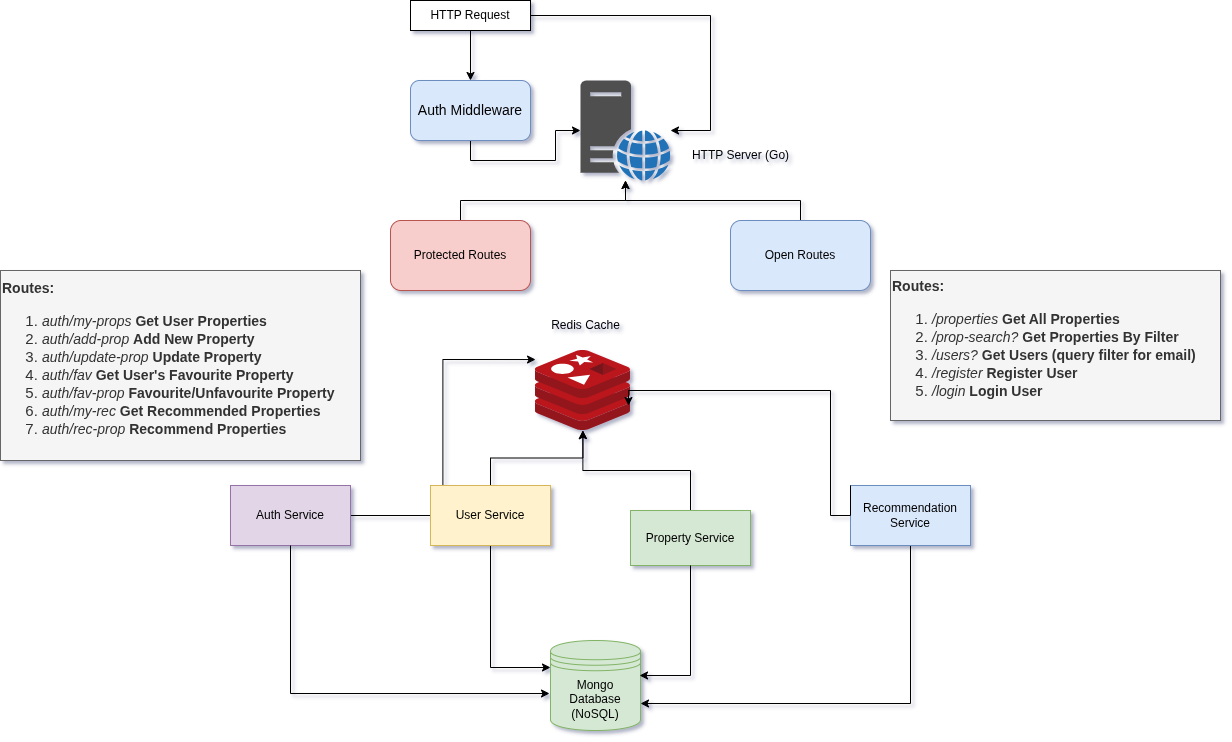 HTTP Request
Auth Middleware
HTTP Server (Go)
Protected Routes
Open Routes
Routes:
1. auth/my-props Get User Properties
2. auth/add-prop Add New Property
3. auth/update-prop Update Property
4. auth/fav Get User's Favourite Property
5. auth/fav-prop Favourite/Unfavourite Property
6. auth/my-rec Get Recommended Properties
7. auth/rec-prop Recommend Properties
Routes:
1. /properties Get All Properties
2. /prop-search? Get Properties By Filter
3. /users? Get Users (query filter for email)
4. /register Register User
5. /login Login User
Redis Cache
Auth Service
User Service
Property Service
Recommendation
Service
Mongo
Database
(NoSQL)